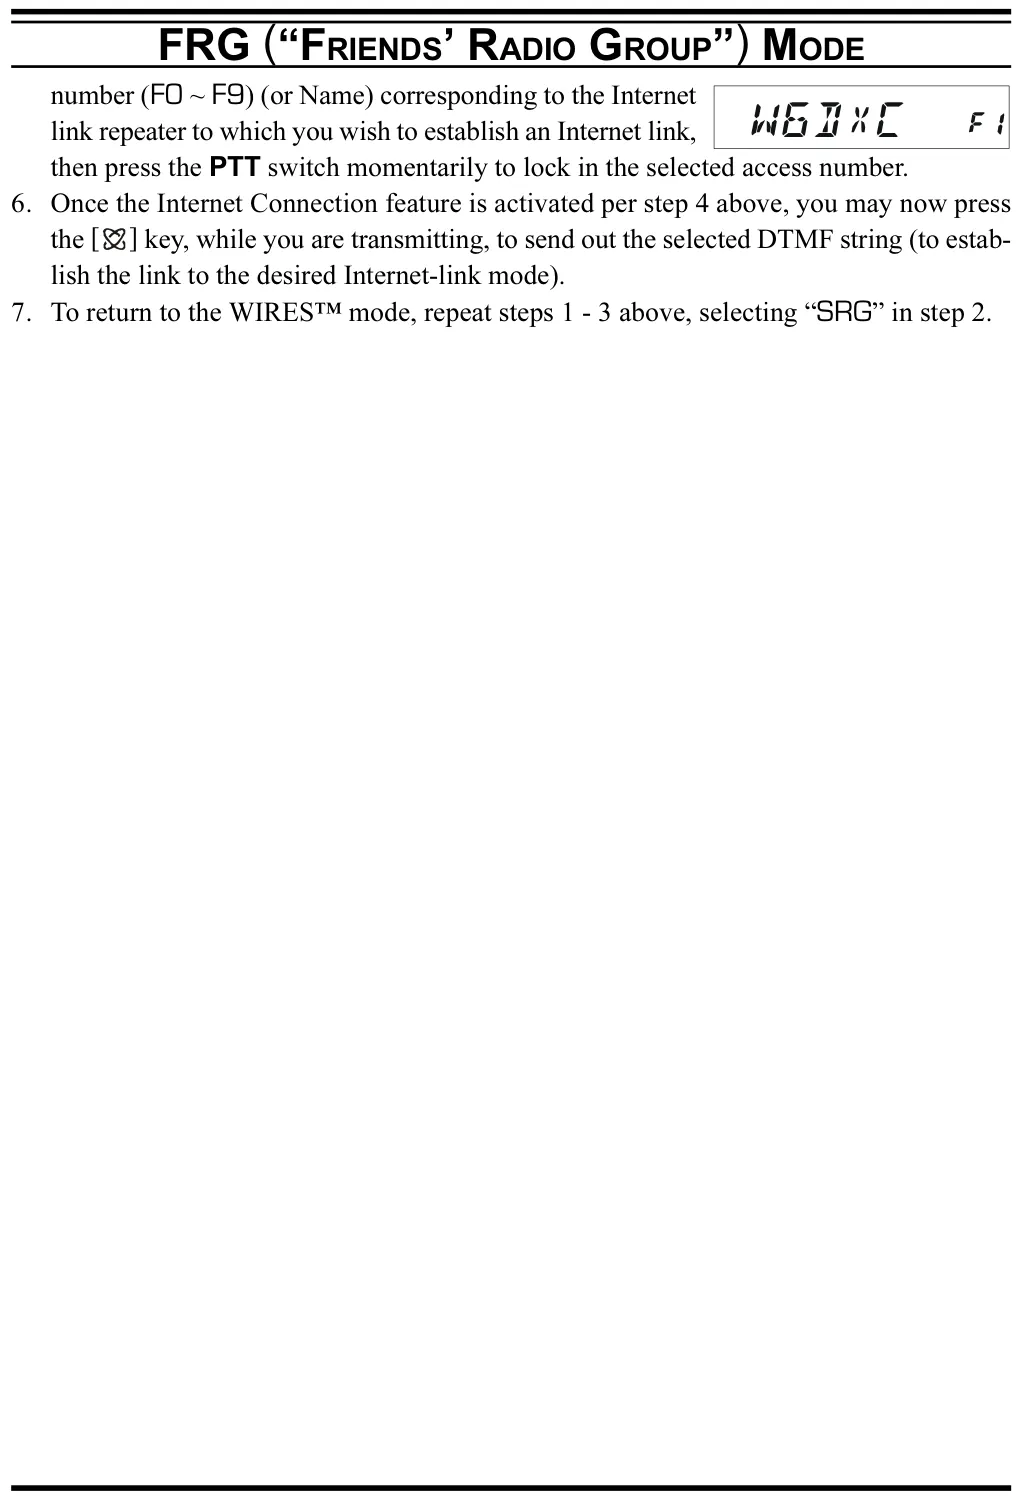 FRG (“FRIENDS’ RADIO GROUP”) MODE
number (F0 ~ F9) (or Name) corresponding to the Internet
link repeater to which you wish to establish an Internet link,
W6DXC F1
then press the PTT switch momentarily to lock in the selected access number.
6. Once the Internet Connection feature is activated per step 4 above, you may now press
the [ ] key, while you are transmitting, to send out the selected DTMF string (to estab-
lish the link to the desired Internet-link mode).
7. To return to the WIRES™ mode, repeat steps 1 - 3 above, selecting “SRG” in step 2.